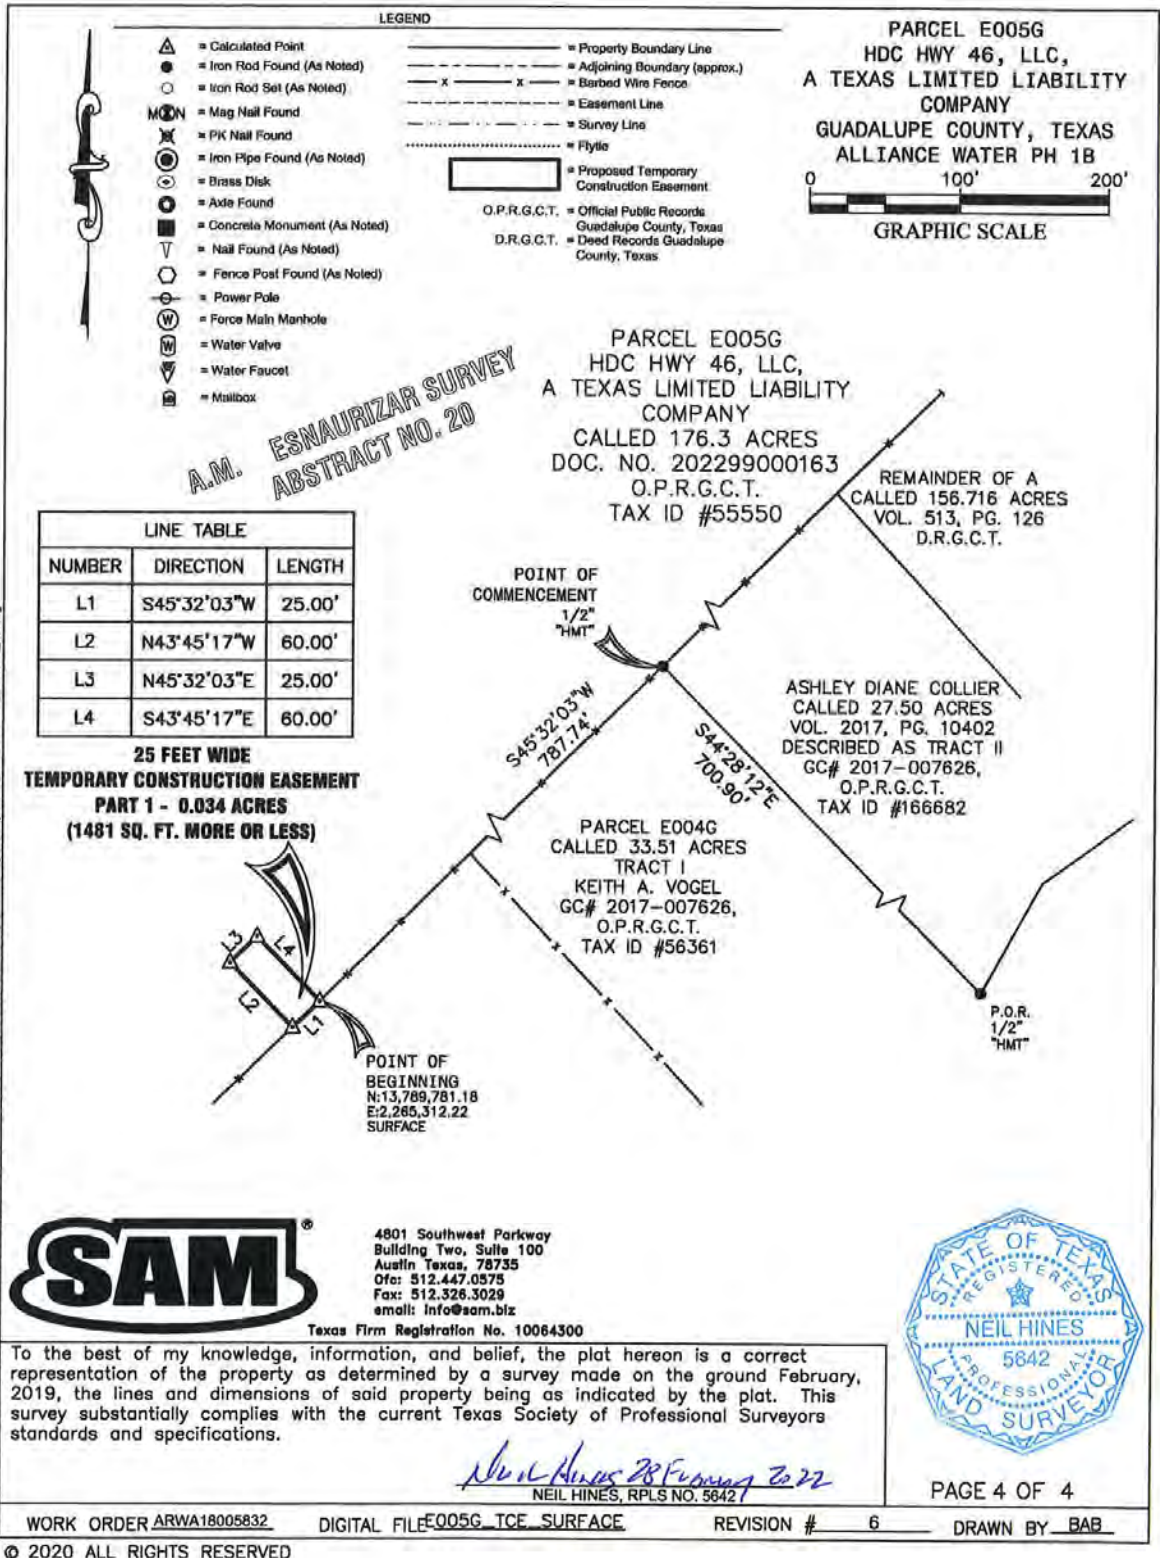 LEGEND
= Calculated Point
= Iron Rod Found (As Noted)
= Iron Rod Set (As Noted)
= Mag Nail Found
= PK Nail Found
= Iron Pipe Found (As Noted)
= Brass Disk
= Axle Found
= Concrete Monument (As Noted)
= Nail Found (As Noted)
= Fence Post Found (As Noted)
= Power Pole
W = Force Main Manhole
W = Water Valve
= Water Faucet
= Mailbox
= Property Boundary Line
= Adjoining Boundary (approx.)
x x = Barbed Wire Fence
= Easement Line
= Survey Line
= Flytie
= Proposed Temporary
Construction Easement
O.P.R.G.C.T. = Official Public Records
Guadalupe County, Texas
D.R.G.C.T. = Deed Records Guadalupe
County, Texas
PARCEL E005G
HDC HWY 46, LLC,
A TEXAS LIMITED LIABILITY
COMPANY
GUADALUPE COUNTY, TEXAS
ALLIANCE WATER PH 1B
0 100' 200'
GRAPHIC SCALE
A.M. ESNAURIZAR SURVEY
ABSTRACT NO. 20
PARCEL E005G
HDC HWY 46, LLC,
A TEXAS LIMITED LIABILITY
COMPANY
CALLED 176.3 ACRES
DOC. NO. 202299000163
O.P.R.G.C.T.
TAX ID #55550
REMAINDER OF A
CALLED 156.716 ACRES
VOL. 513, PG. 126
D.R.G.C.T.
LINE TABLE
NUMBER DIRECTION LENGTH
L1 S45°32'03"W 25.00'
L2 N43°45'17"W 60.00'
L3 N45°32'03"E 25.00'
L4 S43°45'17"E 60.00'
25 FEET WIDE
TEMPORARY CONSTRUCTION EASEMENT
PART 1 - 0.034 ACRES
(1481 SQ. FT. MORE OR LESS)
POINT OF
COMMENCEMENT
1/2"
"HMT"
S45°32'03"W
787.74'
S44°28'12"E
700.90'
ASHLEY DIANE COLLIER
CALLED 27.50 ACRES
VOL. 2017, PG. 10402
DESCRIBED AS TRACT II
GC# 2017-007626,
O.P.R.G.C.T.
TAX ID #166682
PARCEL E004G
CALLED 33.51 ACRES
TRACT I
KEITH A. VOGEL
GC# 2017-007626,
O.P.R.G.C.T.
TAX ID #56361
L3
L4
L2
L1
P.O.R.
1/2"
"HMT"
POINT OF
BEGINNING
N:13,789,781.18
E:2,265,312.22
SURFACE
SAM®
4801 Southwest Parkway
Building Two, Suite 100
Austin Texas, 78735
Ofc: 512.447.0575
Fax: 512.326.3029
email: info@sam.biz
Texas Firm Registration No. 10064300
STATE OF TEXAS
REGISTERED
NEIL HINES
5642
PROFESSIONAL
LAND SURVEYOR
To the best of my knowledge, information, and belief, the plat hereon is a correct
representation of the property as determined by a survey made on the ground February,
2019, the lines and dimensions of said property being as indicated by the plat. This
survey substantially complies with the current Texas Society of Professional Surveyors
standards and specifications.
Neil Hines 28 February 2022
NEIL HINES, RPLS NO. 5642
PAGE 4 OF 4
WORK ORDER ARWA18005832 DIGITAL FILE E005G_TCE_SURFACE REVISION # 6 DRAWN BY BAB
© 2020 ALL RIGHTS RESERVED